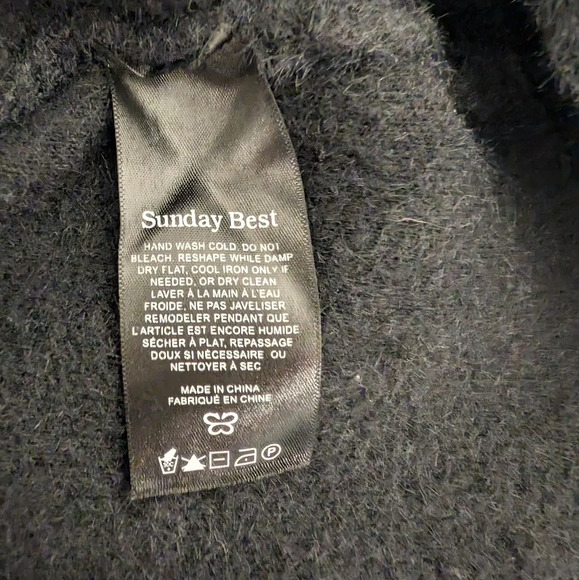 Sunday Best
HAND WASH COLD. DO NOT
BLEACH. RESHAPE WHILE DAMP
DRY FLAT, COOL IRON ONLY IF
NEEDED, OR DRY CLEAN
LAVER À LA MAIN À L'EAU
FROIDE, NE PAS JAVELISER
REMODELER PENDANT QUE
L'ARTICLE EST ENCORE HUMIDE
SÉCHER À PLAT, REPASSAGE
DOUX SI NÉCESSAIRE OU
NETTOYER À SEC
MADE IN CHINA
FABRIQUÉ EN CHINE
P